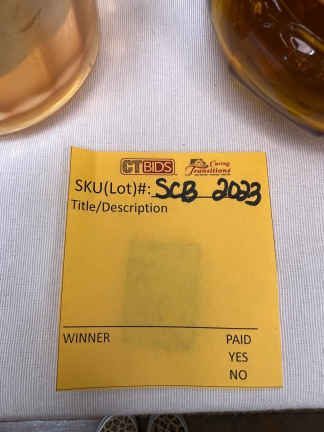 CTBIDS Caring Transitions
SKU(Lot)#: SCB 2023
Title/Description
WINNER PAID
YES
NO